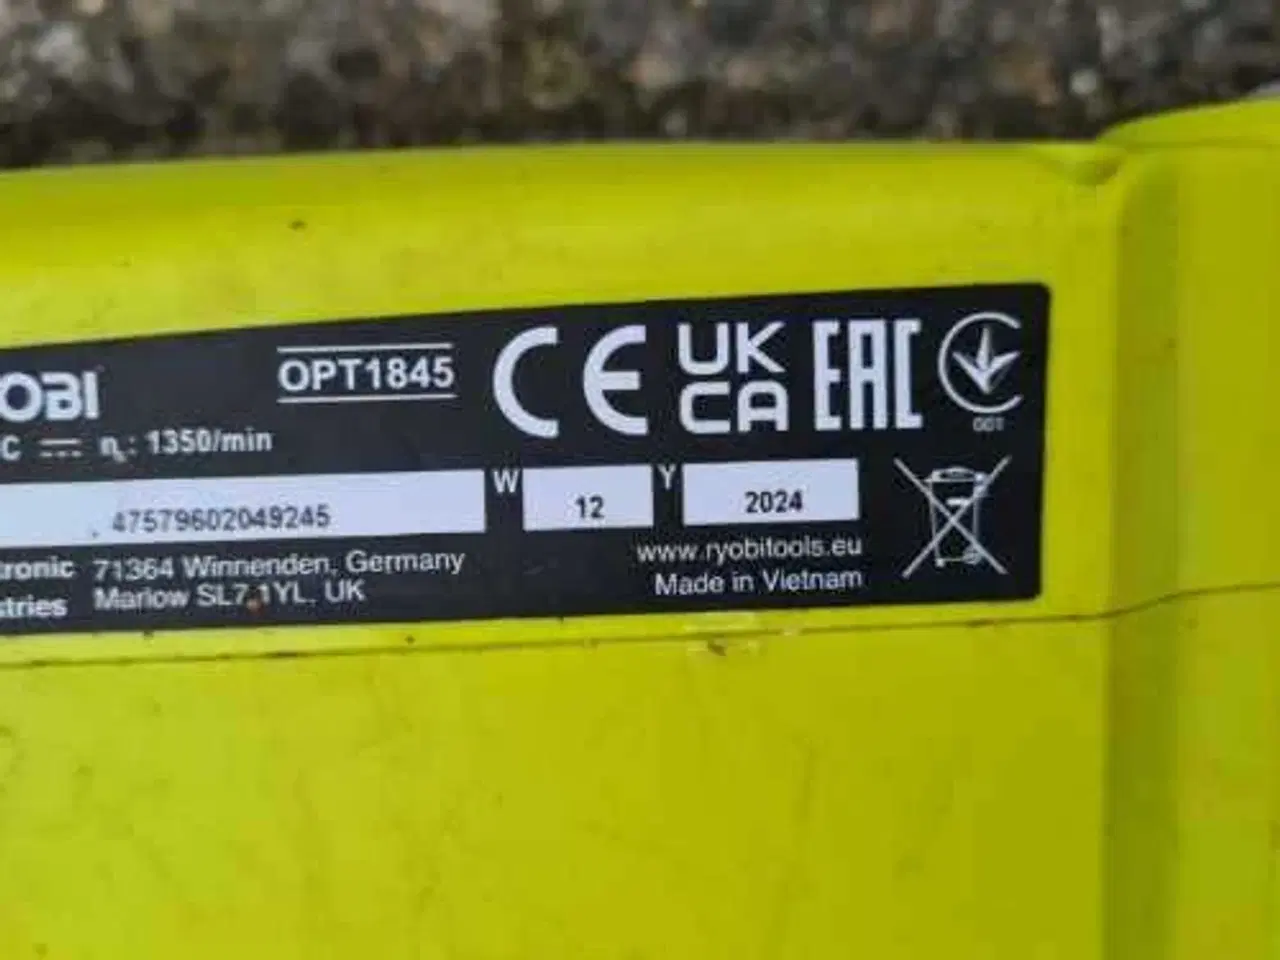 OBI OPT1845 CE UK CA EAC
C ⎓ n₀: 1350/min
47579602049245 W 12 Y 2024
ronic 71364 Winnenden, Germany www.ryobitools.eu
stries Marlow SL7 1YL, UK Made in Vietnam